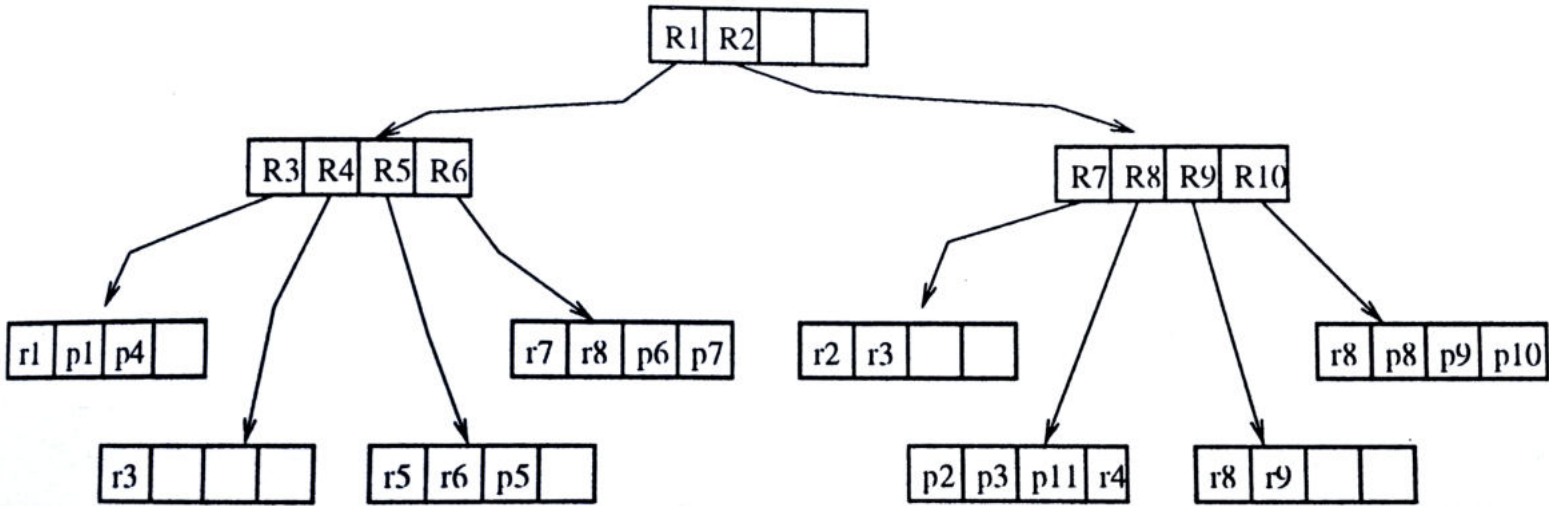 R1 R2
R3 R4 R5 R6
R7 R8 R9 R10
r1 p1 p4
r7 r8 p6 p7
r2 r3
r8 p8 p9 p10
r3
r5 r6 p5
p2 p3 p11 r4
r8 r9